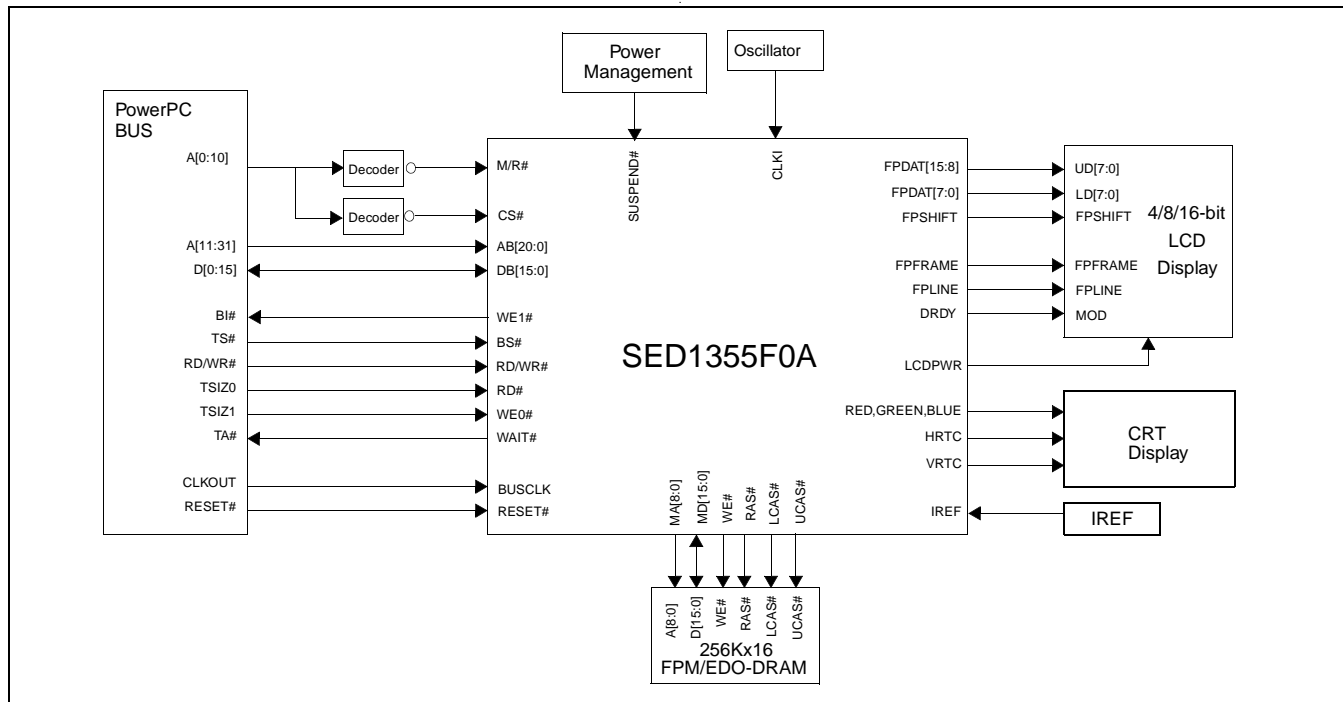 Power
Management
Oscillator
PowerPC
BUS
A[0:10]
A[11:31]
D[0:15]
BI#
TS#
RD/WR#
TSIZ0
TSIZ1
TA#
CLKOUT
RESET#
Decoder
Decoder
SUSPEND#
CLKI
M/R#
CS#
AB[20:0]
DB[15:0]
WE1#
BS#
RD/WR#
RD#
WE0#
WAIT#
BUSCLK
RESET#
SED1355F0A
FPDAT[15:8]
FPDAT[7:0]
FPSHIFT
FPFRAME
FPLINE
DRDY
LCDPWR
RED,GREEN,BLUE
HRTC
VRTC
IREF
UD[7:0]
LD[7:0]
FPSHIFT
FPFRAME
FPLINE
MOD
4/8/16-bit
LCD
Display
CRT
Display
IREF
MA[8:0]
MD[15:0]
WE#
RAS#
LCAS#
UCAS#
A[8:0]
D[15:0]
WE#
RAS#
LCAS#
UCAS#
256Kx16
FPM/EDO-DRAM